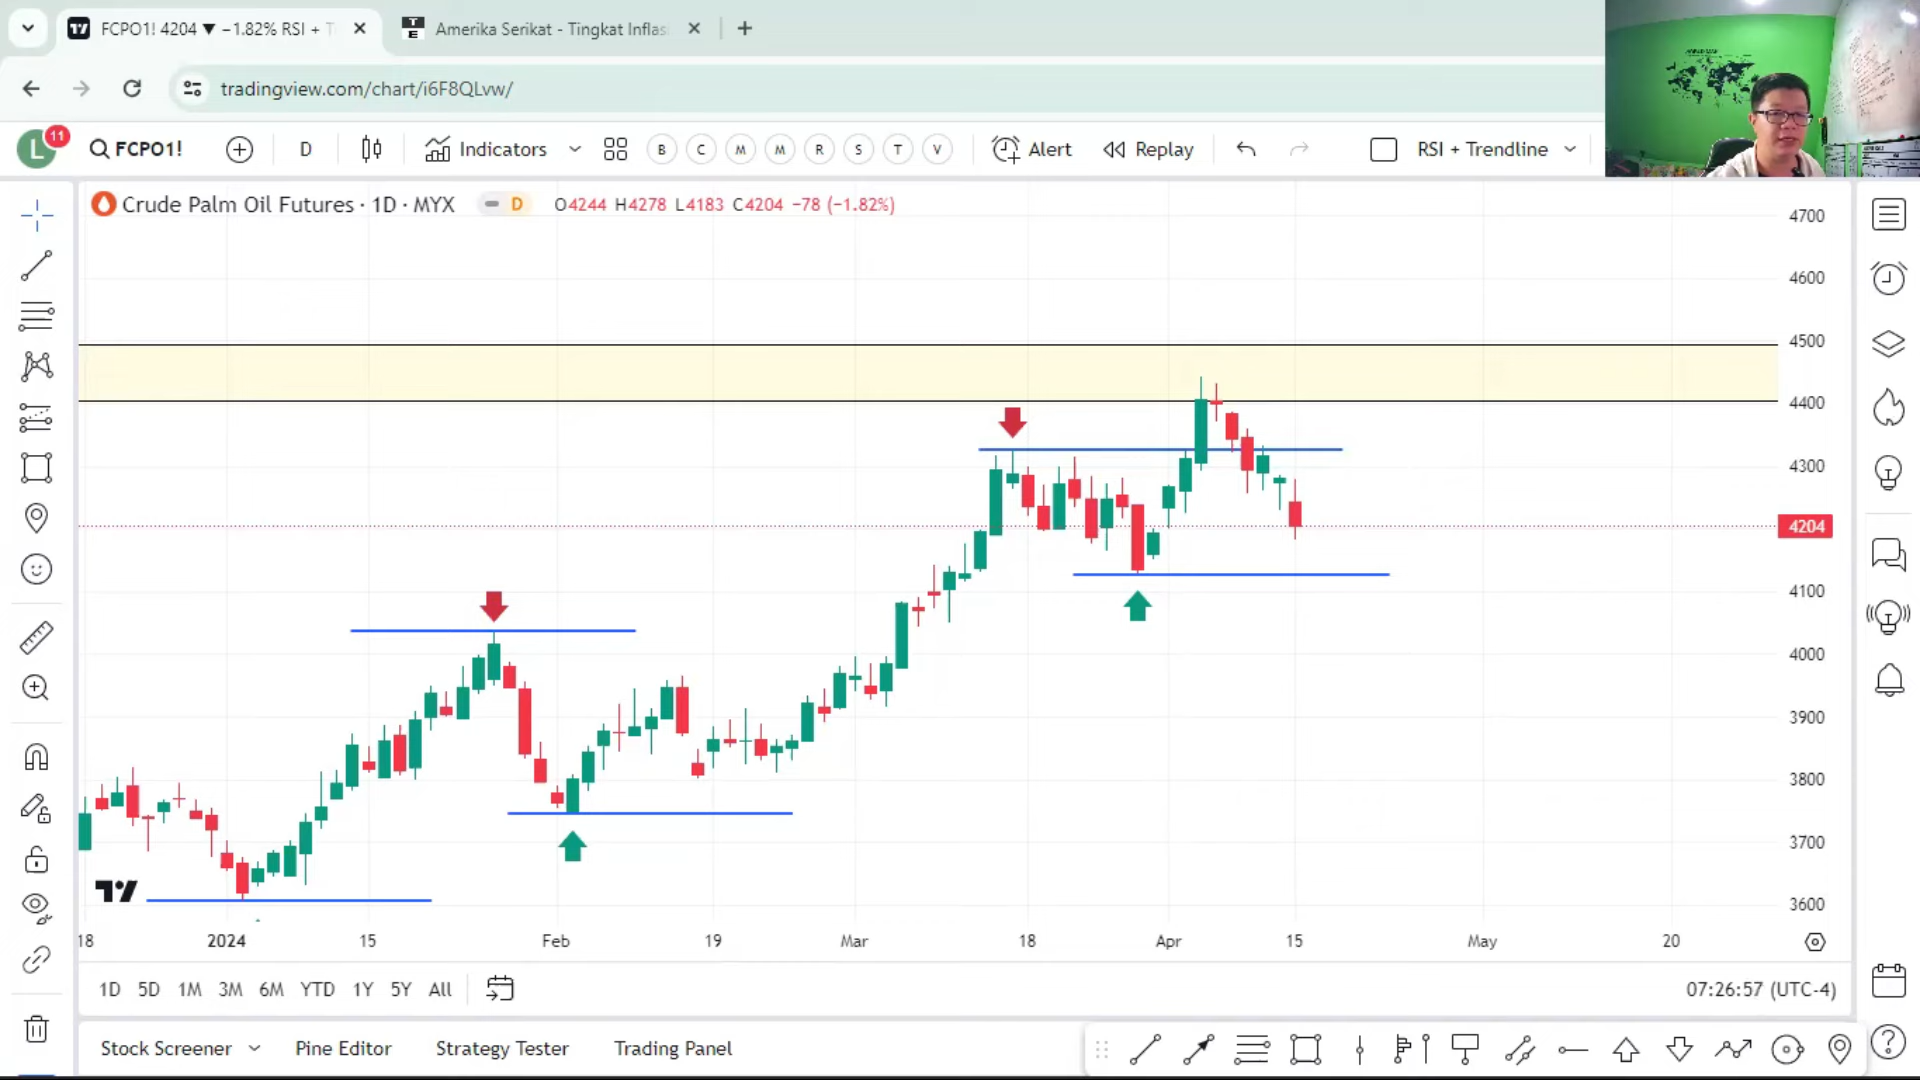 FCPO1! 4204 ▼ −1.82% RSI + T
Amerika Serikat - Tingkat Inflas
tradingview.com/chart/i6F8QLvw/
L
11
FCPO1!
D
Indicators
B
C
M
M
R
S
T
V
Alert
Replay
RSI + Trendline
Crude Palm Oil Futures · 1D · MYX
D
O4244 H4278 L4183 C4204 −78 (−1.82%)
4700
4600
4500
4400
4300
4204
4100
4000
3900
3800
3700
3600
18
2024
15
Feb
19
Mar
18
Apr
15
May
20
1D
5D
1M
3M
6M
YTD
1Y
5Y
All
07:26:57 (UTC-4)
Stock Screener
Pine Editor
Strategy Tester
Trading Panel